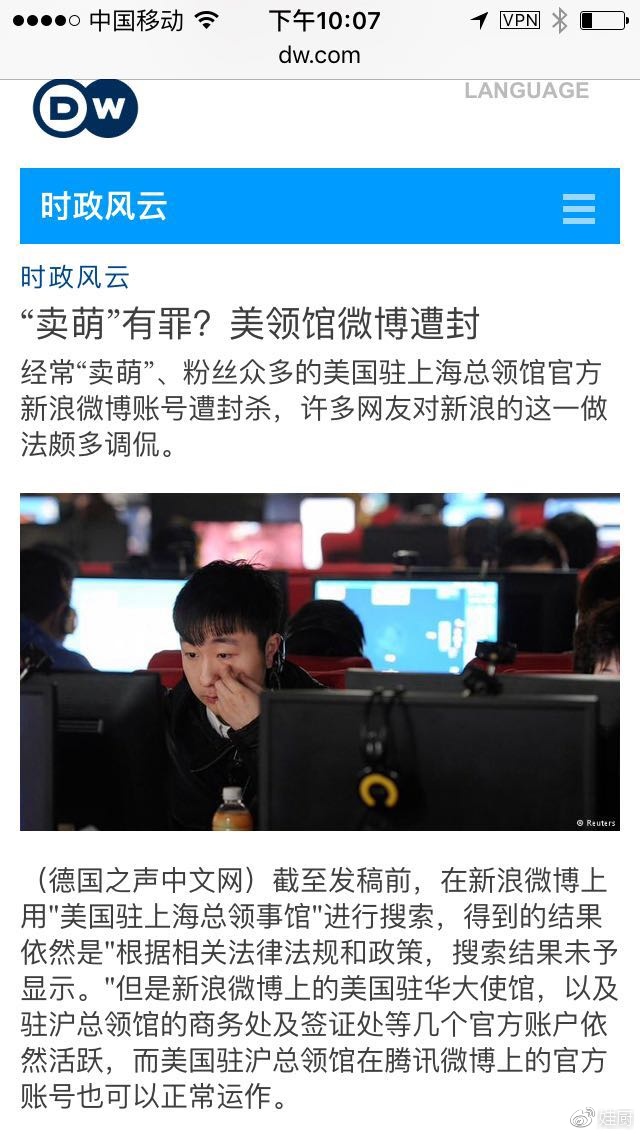 中国移动 下午10:07 VPN
dw.com
DW
LANGUAGE
时政风云
时政风云
“卖萌”有罪？美领馆微博遭封
经常“卖萌”、粉丝众多的美国驻上海总领馆官方
新浪微博账号遭封杀，许多网友对新浪的这一做
法颇多调侃。
© Reuters
（德国之声中文网）截至发稿前，在新浪微博上
用"美国驻上海总领事馆"进行搜索，得到的结果
依然是"根据相关法律法规和政策，搜索结果未予
显示。"但是新浪微博上的美国驻华大使馆，以及
驻沪总领馆的商务处及签证处等几个官方账户依
然活跃，而美国驻沪总领馆在腾讯微博上的官方
账号也可以正常运作。
娃厨